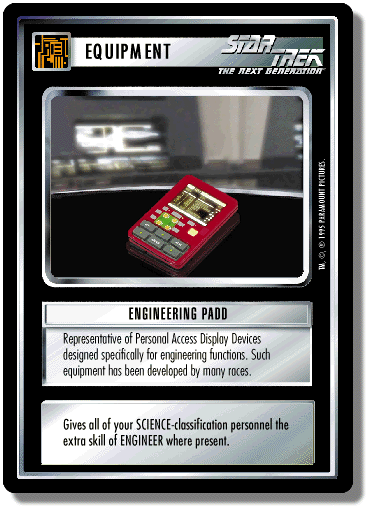 EQUIPMENT
STAR TREK
THE NEXT GENERATION
TM, ©, ® 1995 PARAMOUNT PICTURES.
ENGINEERING PADD
Representative of Personal Access Display Devices
designed specifically for engineering functions. Such
equipment has been developed by many races.
Gives all of your SCIENCE-classification personnel the
extra skill of ENGINEER where present.